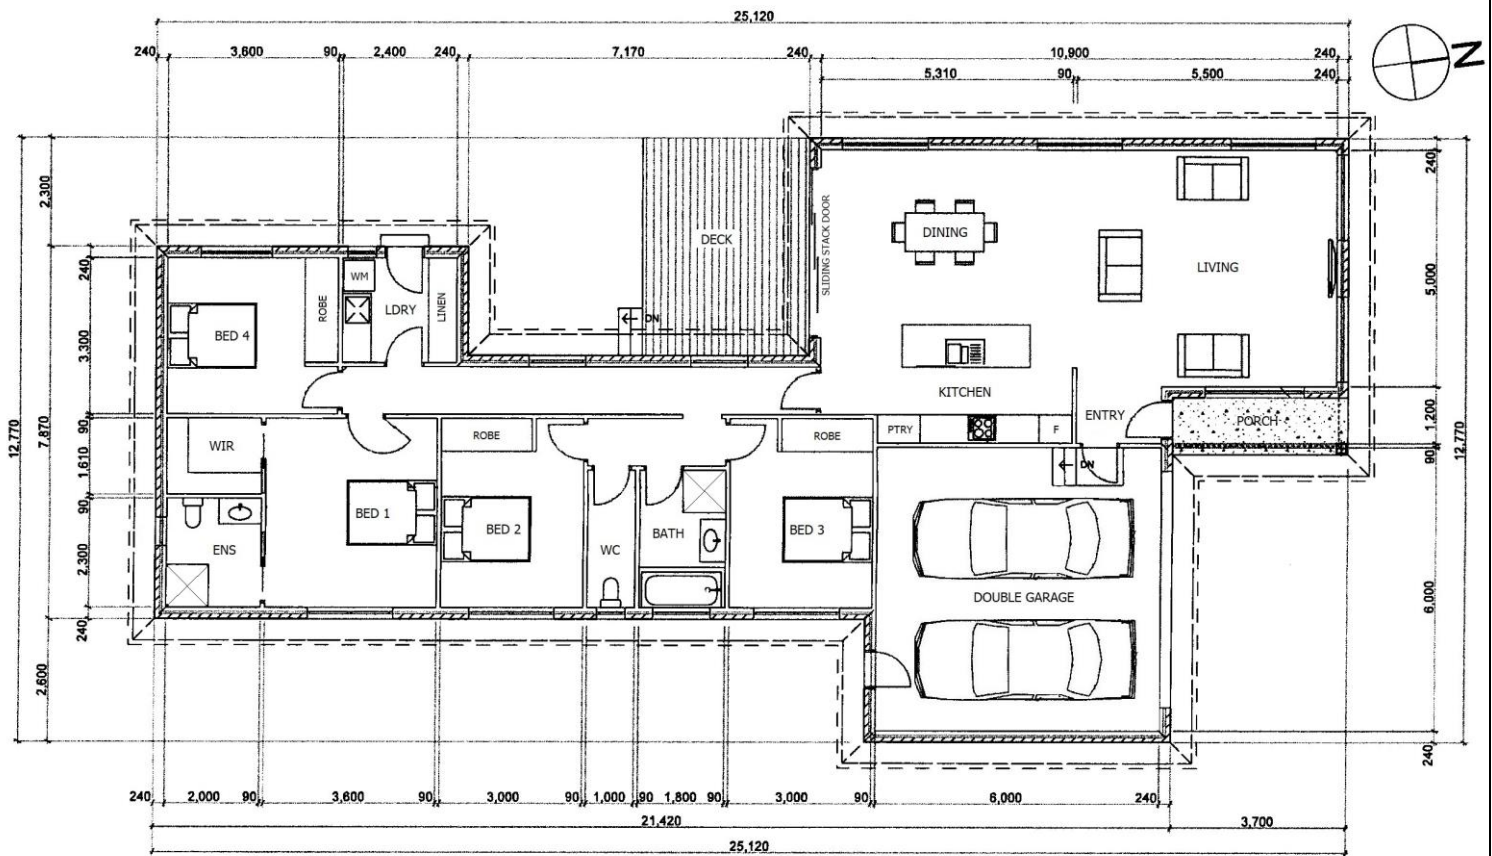 25,120
240 3,600 90 2,400 240 7,170 240 10,900 240
5,310 90 5,500 240
N
12,770
2,300
240
3,300
90
7,870
1,610
90
2,300
240
2,600
240
5,000
1,200
90
12,770
6,000
240
DECK
DN
SLIDING STACK DOOR
DINING
LIVING
WM
LDRY
LINEN
ROBE
BED 4
KITCHEN
ENTRY
PORCH
PTRY
F
DN
WIR
ROBE
ROBE
BED 1
BED 2
BED 3
ENS
WC
BATH
DOUBLE GARAGE
240 2,000 90 3,600 90 3,000 90 1,000 90 1,800 90 3,000 90 6,000 240
21,420 3,700
25,120